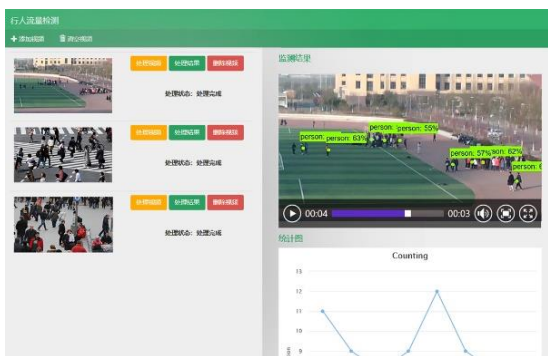 行人流量检测
添加视频 清空视频
处理视频 处理结果 删除视频
处理状态：处理完成
处理视频 处理结果 删除视频
处理状态：处理完成
处理视频 处理结果 删除视频
处理状态：处理完成
监测结果
person: person: 63%
person: person: 55%
person: 57% son: 62%
person: 6
00:04 00:03
统计图
Counting
13
12
11
10
9